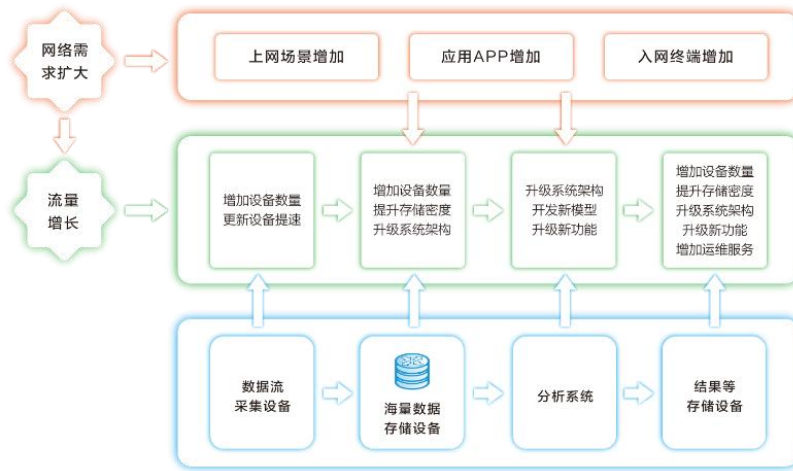 网络需
求扩大
上网场景增加
应用APP增加
入网终端增加
流量
增长
增加设备数量
更新设备提速
增加设备数量
提升存储密度
升级系统架构
升级系统架构
开发新模型
升级新功能
增加设备数量
提升存储密度
升级系统架构
升级新功能
增加运维服务
数据流
采集设备
海量数据
存储设备
分析系统
结果等
存储设备